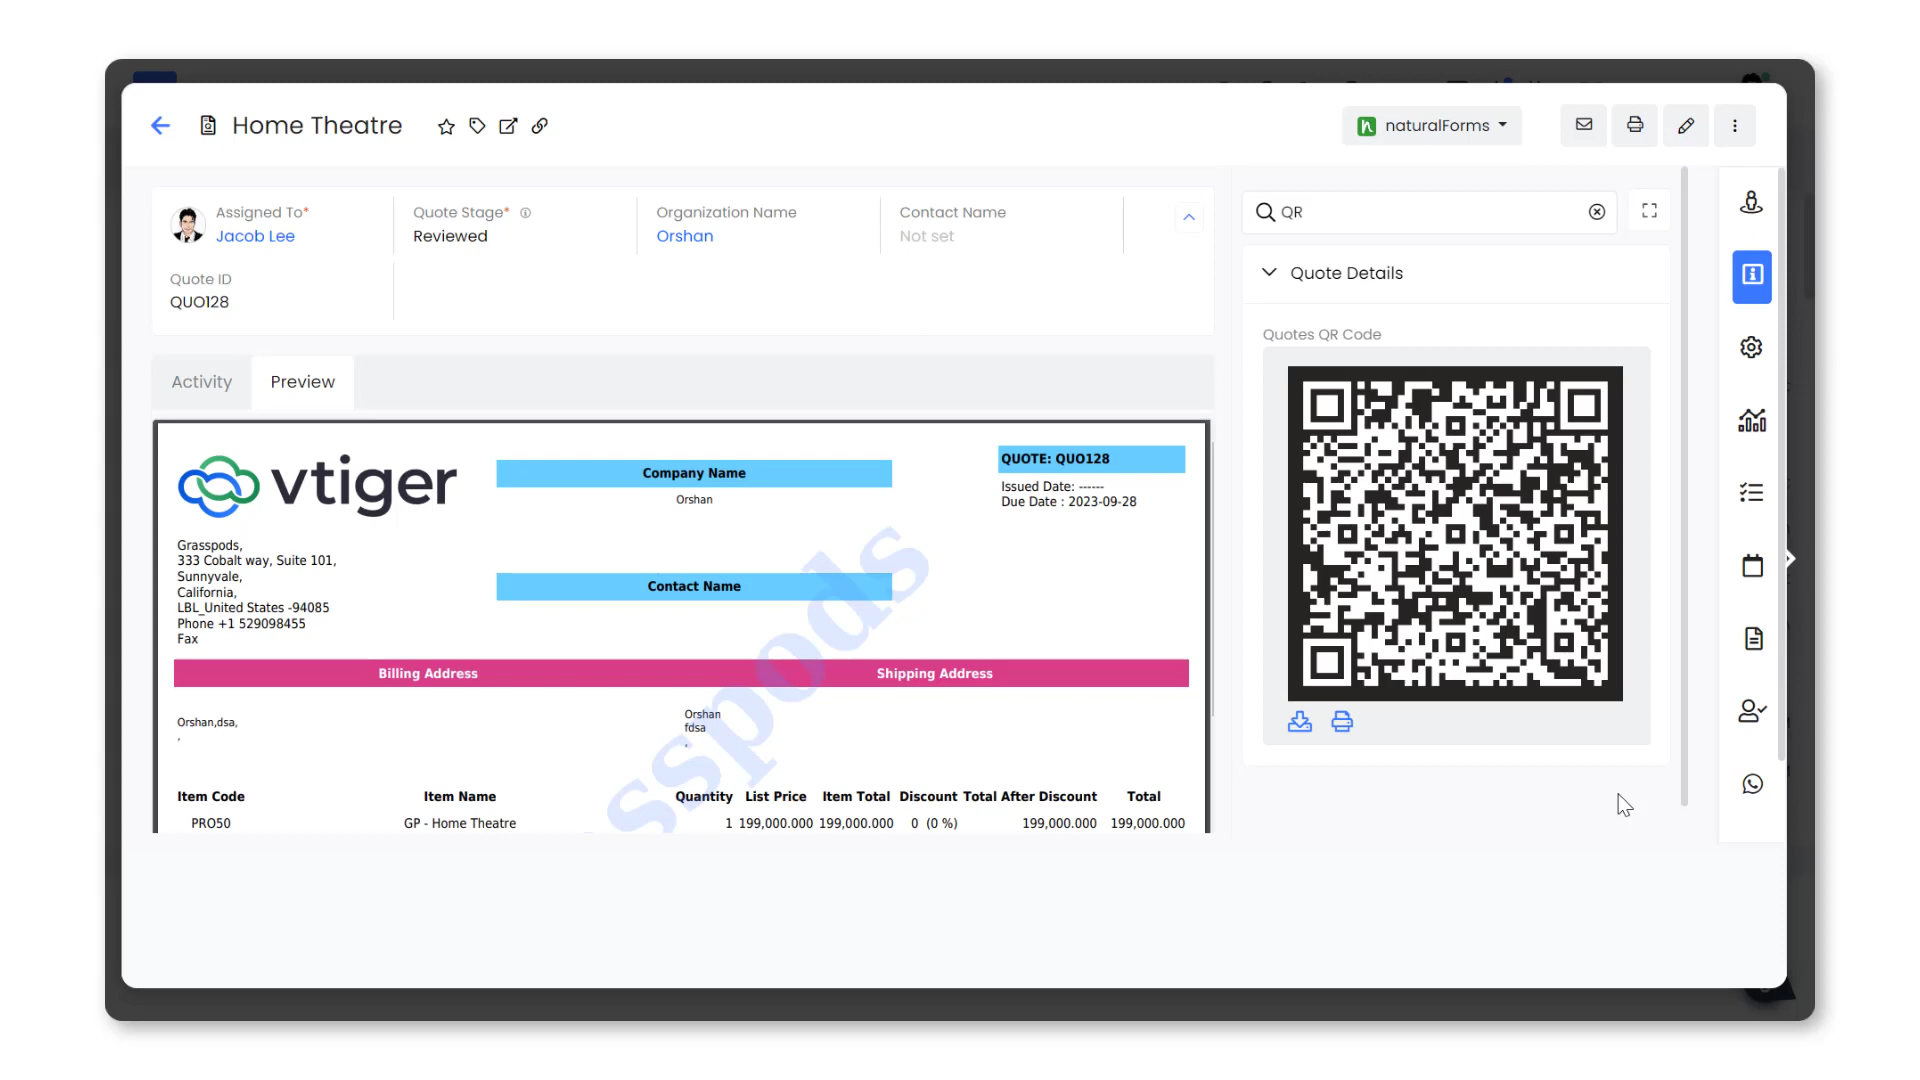 Home Theatre
naturalForms
Assigned To*
Jacob Lee
Quote Stage*
Reviewed
Organization Name
Orshan
Contact Name
Not set
Quote ID
QUO128
QR
Quote Details
Quotes QR Code
Activity
Preview
vtiger
Company Name
Orshan
QUOTE: QUO128
Issued Date: ------
Due Date : 2023-09-28
Grasspods,
333 Cobalt way, Suite 101,
Sunnyvale,
California,
LBL_United States -94085
Phone +1 529098455
Fax
Contact Name
Billing Address
Shipping Address
Orshan,dsa,
,
Orshan
fdsa
,
sspods
Item Code Item Name Quantity List Price Item Total Discount Total After Discount Total
PRO50 GP - Home Theatre 1 199,000.000 199,000.000 0 (0 %) 199,000.000 199,000.000